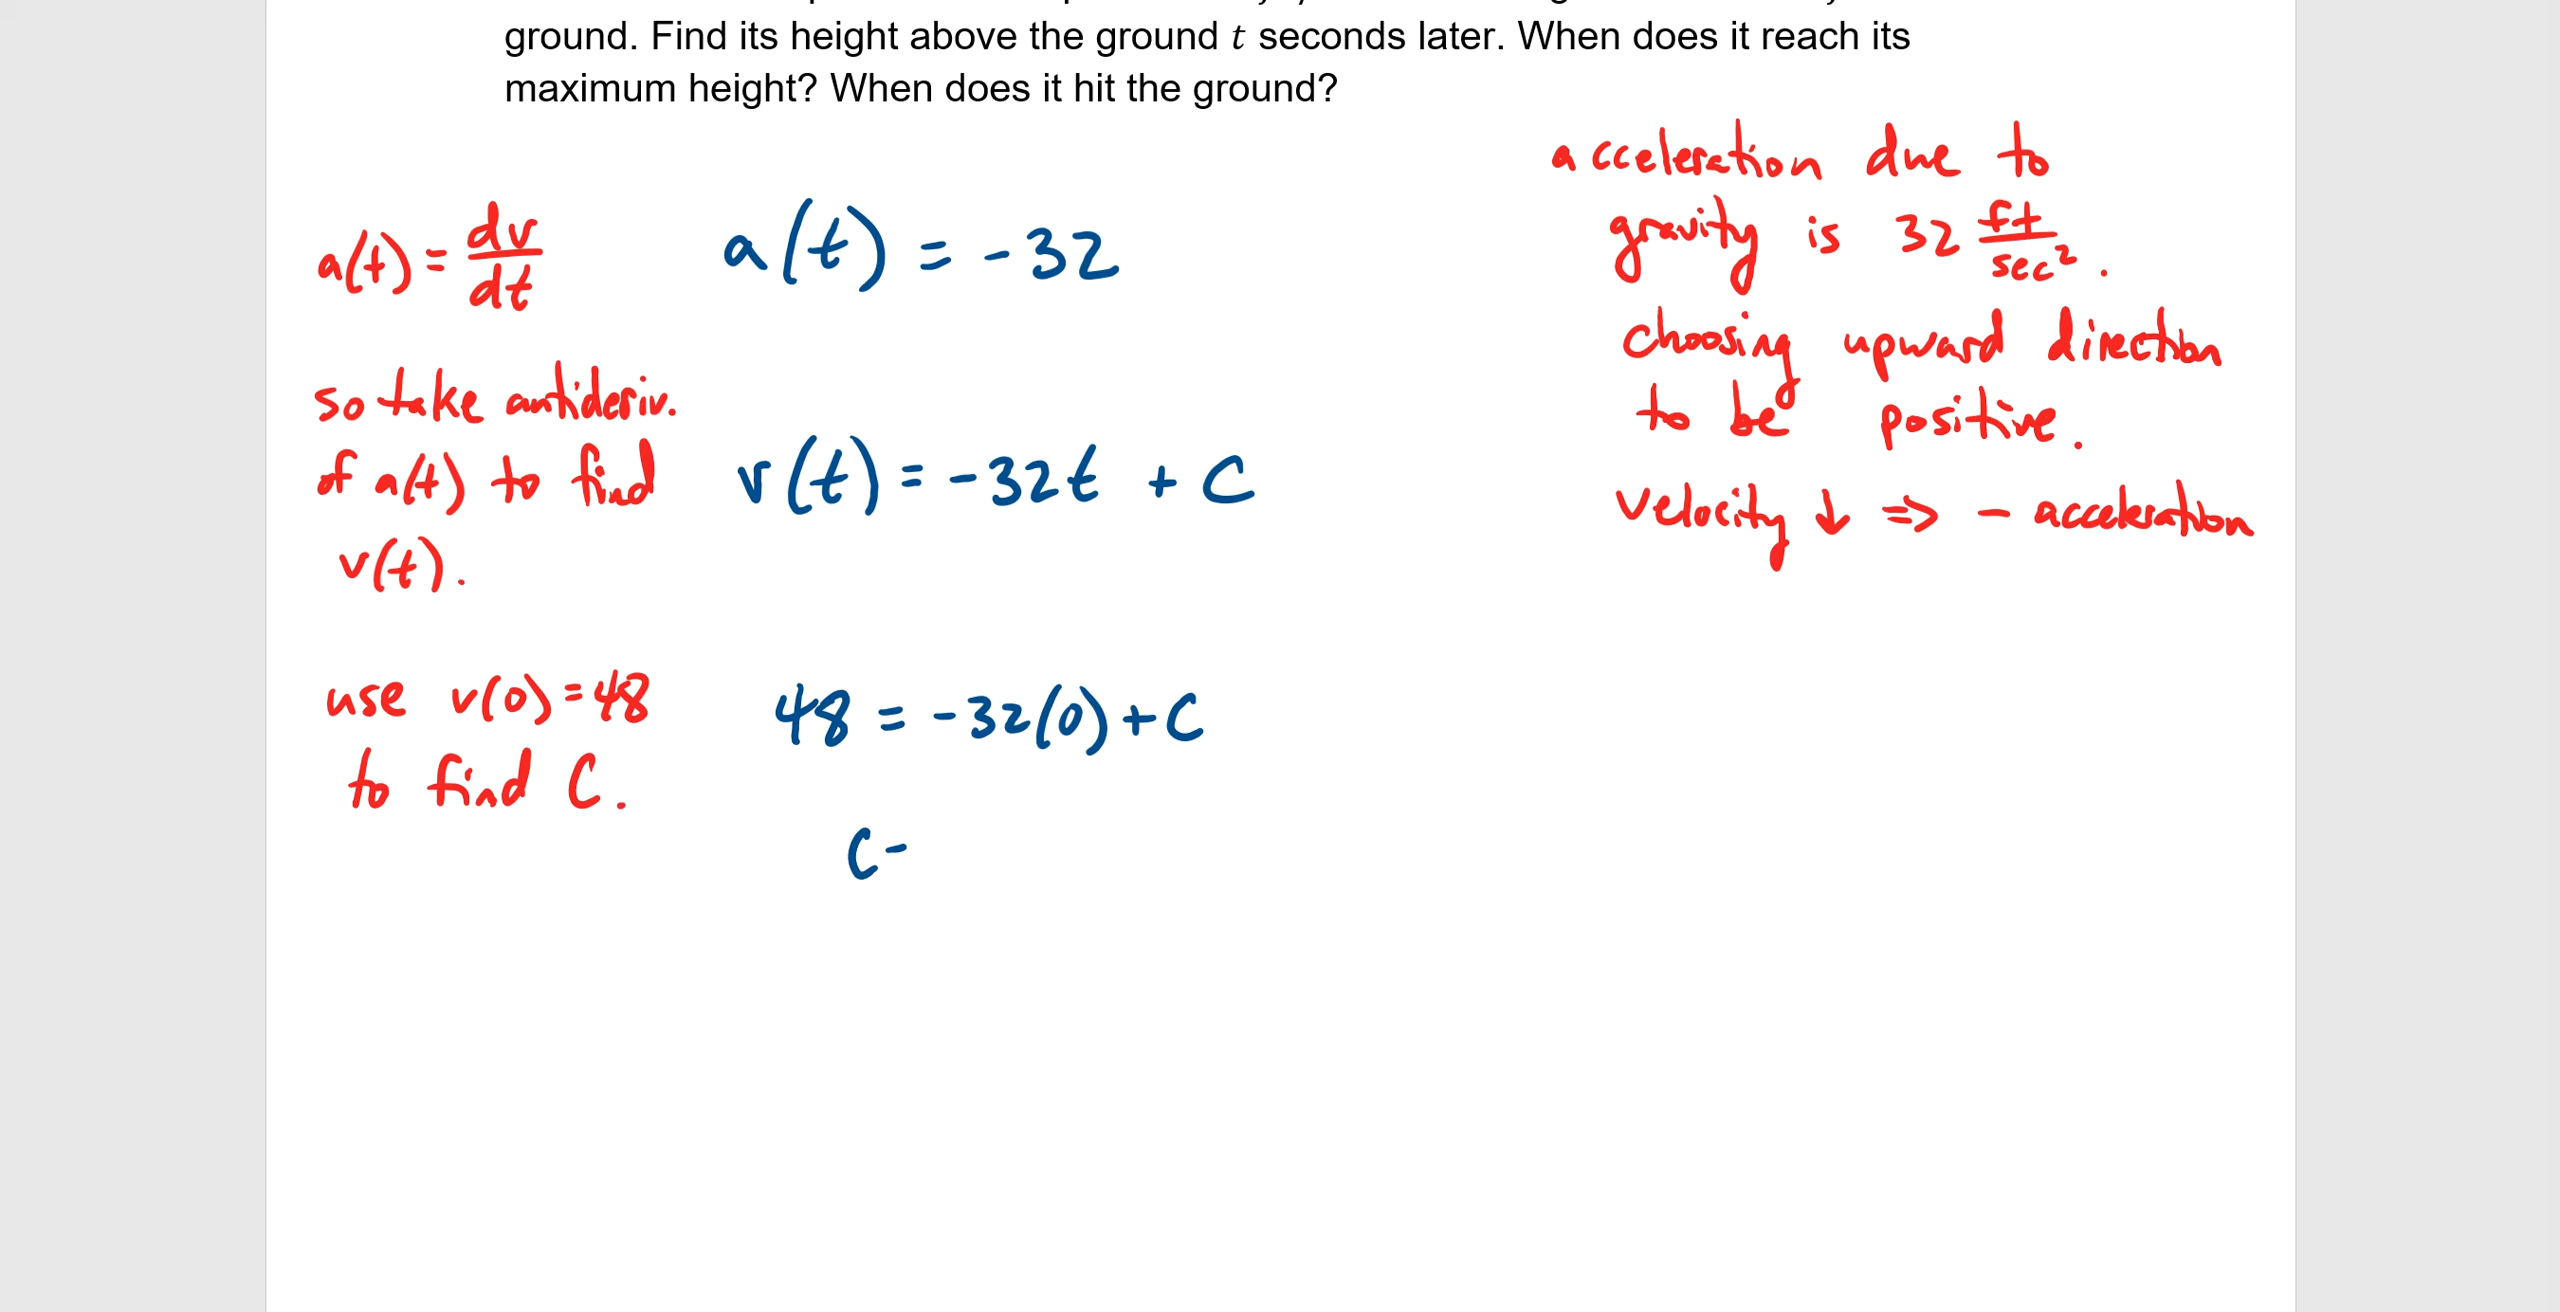 ground. Find its height above the ground t seconds later. When does it reach its
maximum height? When does it hit the ground?
a(t) = dv/dt
a(t) = -32
acceleration due to
gravity is 32 ft/sec².
choosing upward direction
to be positive.
velocity ↓ ⇒ - acceleration
so take antideriv.
of a(t) to find
v(t).
v(t) = -32t + C
use v(0) = 48
to find C.
48 = -32(0) + C
C -